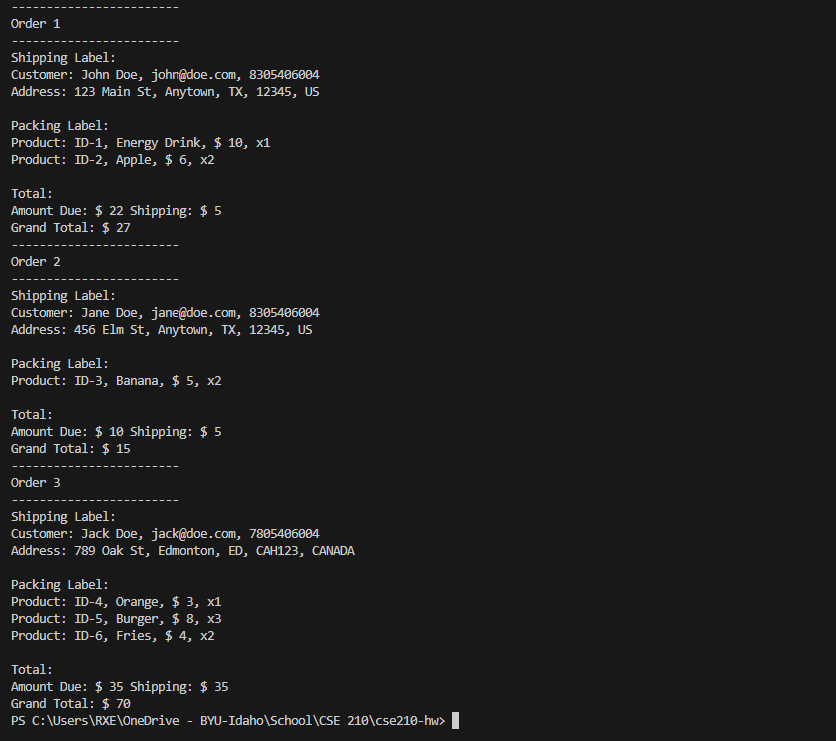 ------------------------
Order 1
------------------------
Shipping Label:
Customer: John Doe, john@doe.com, 8305406004
Address: 123 Main St, Anytown, TX, 12345, US

Packing Label:
Product: ID-1, Energy Drink, $ 10, x1
Product: ID-2, Apple, $ 6, x2

Total:
Amount Due: $ 22 Shipping: $ 5
Grand Total: $ 27
------------------------
Order 2
------------------------
Shipping Label:
Customer: Jane Doe, jane@doe.com, 8305406004
Address: 456 Elm St, Anytown, TX, 12345, US

Packing Label:
Product: ID-3, Banana, $ 5, x2

Total:
Amount Due: $ 10 Shipping: $ 5
Grand Total: $ 15
------------------------
Order 3
------------------------
Shipping Label:
Customer: Jack Doe, jack@doe.com, 7805406004
Address: 789 Oak St, Edmonton, ED, CAH123, CANADA

Packing Label:
Product: ID-4, Orange, $ 3, x1
Product: ID-5, Burger, $ 8, x3
Product: ID-6, Fries, $ 4, x2

Total:
Amount Due: $ 35 Shipping: $ 35
Grand Total: $ 70
PS C:\Users\RXE\OneDrive - BYU-Idaho\School\CSE 210\cse210-hw>